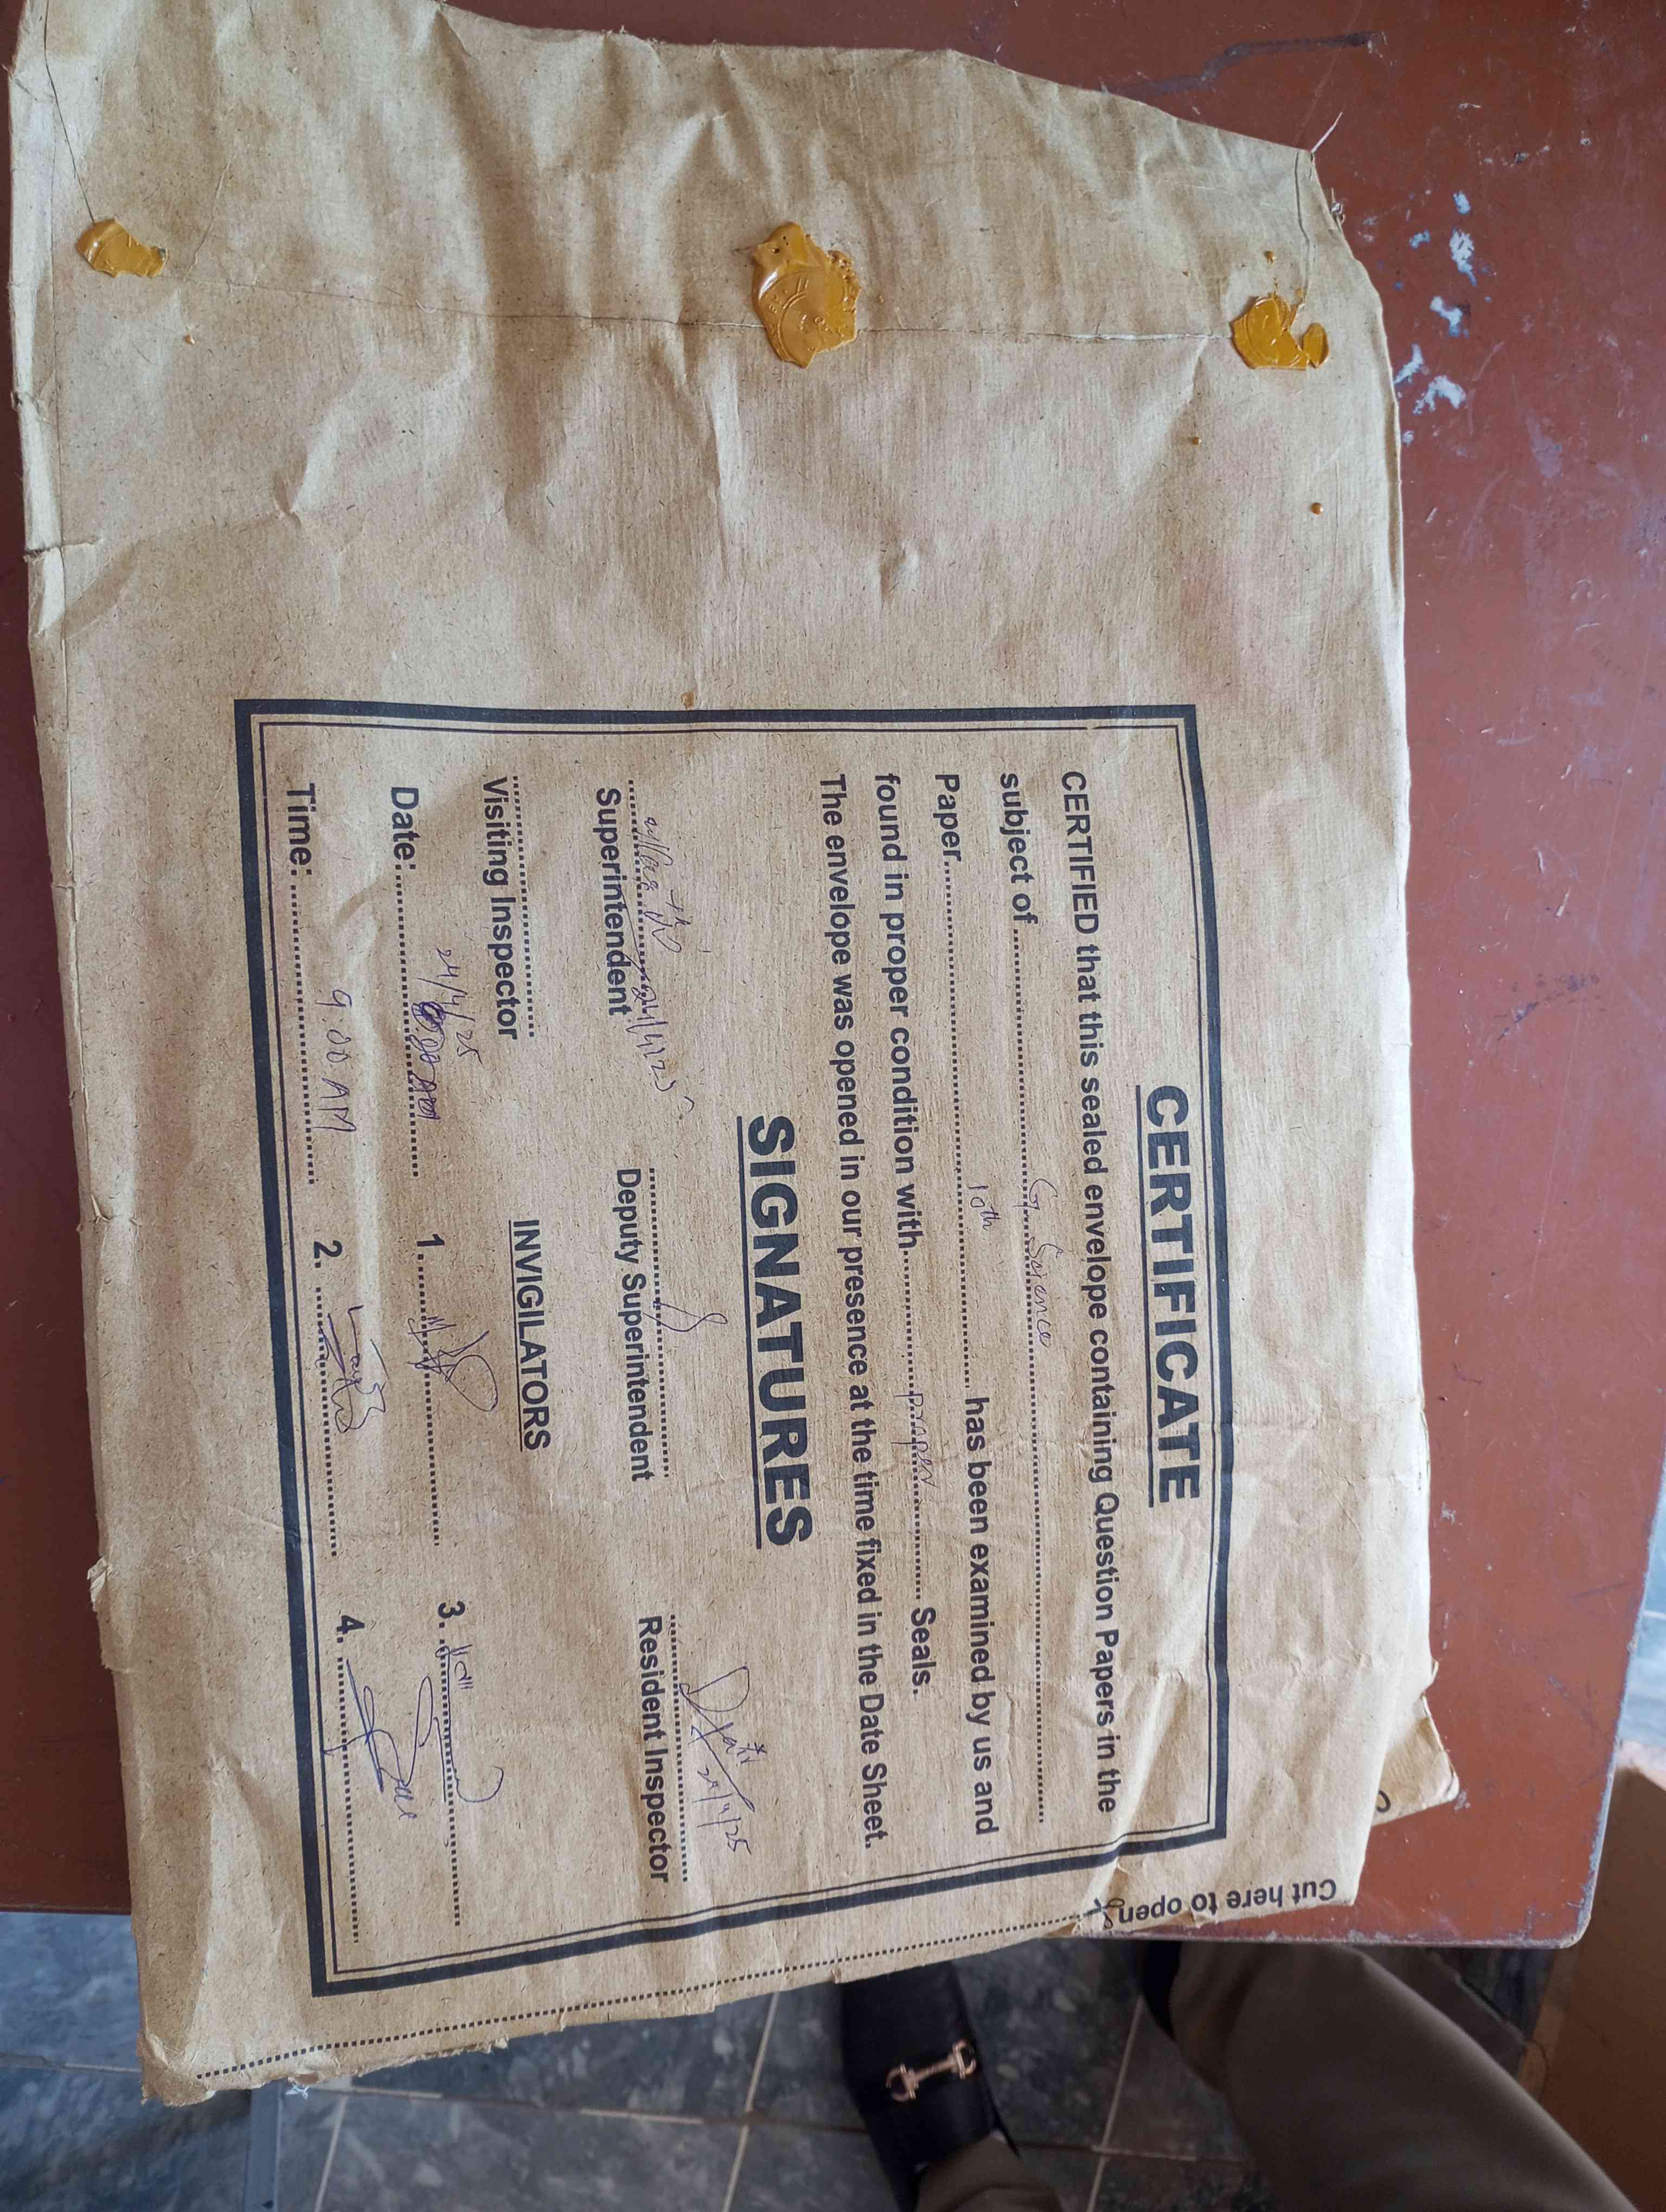 CERTIFICATE
CERTIFIED that this sealed envelope containing Question Papers in the
subject of ........ G. Science ........
Paper........ 10th ........ has been examined by us and
found in proper condition with........ proper ........ Seals.
The envelope was opened in our presence at the time fixed in the Date Sheet.
SIGNATURES
24/4/25
Superintendent Deputy Superintendent Resident Inspector
Visiting Inspector
INVIGILATORS
24/4/25
Date:........ 1......... 3. ........
9.00 AM
Time: ........ 2. ........ 4. ........
Cut here to open